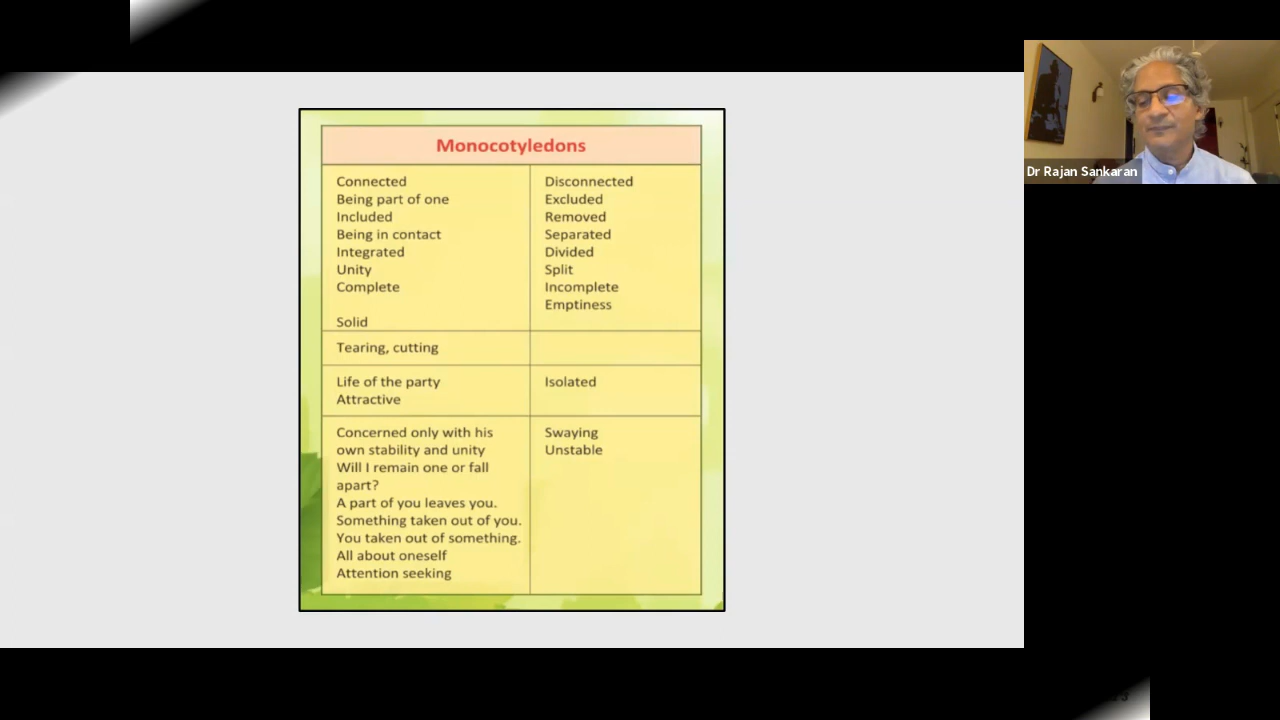 Monocotyledons
Connected
Being part of one
Included
Being in contact
Integrated
Unity
Complete
Solid
Disconnected
Excluded
Removed
Separated
Divided
Split
Incomplete
Emptiness
Tearing, cutting
Life of the party
Attractive
Isolated
Concerned only with his
own stability and unity
Will I remain one or fall
apart?
A part of you leaves you.
Something taken out of you.
You taken out of something.
All about oneself
Attention seeking
Swaying
Unstable
Dr Rajan Sankaran